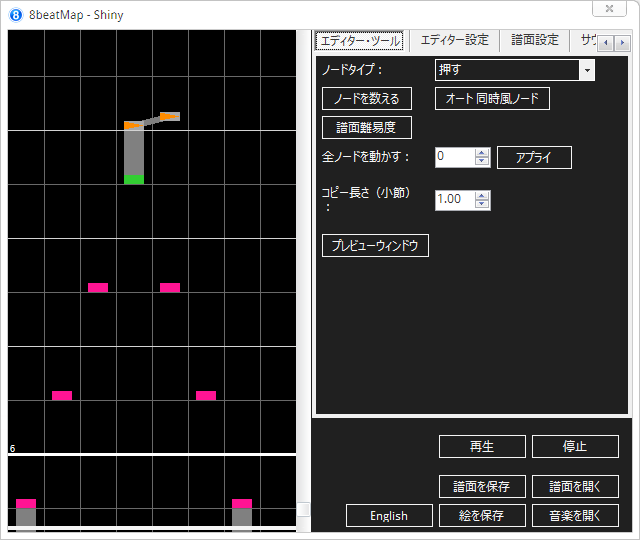 8beatMap - Shiny
エディター・ツール エディター設定 譜面設定
ノードタイプ： 押す
ノードを数える オート同時風ノード
譜面難易度
全ノードを動かす： 0 アプライ
コピー長さ（小節）
： 1.00
プレビューウィンドウ
6
再生 停止
譜面を保存 譜面を開く
English 絵を保存 音楽を開く